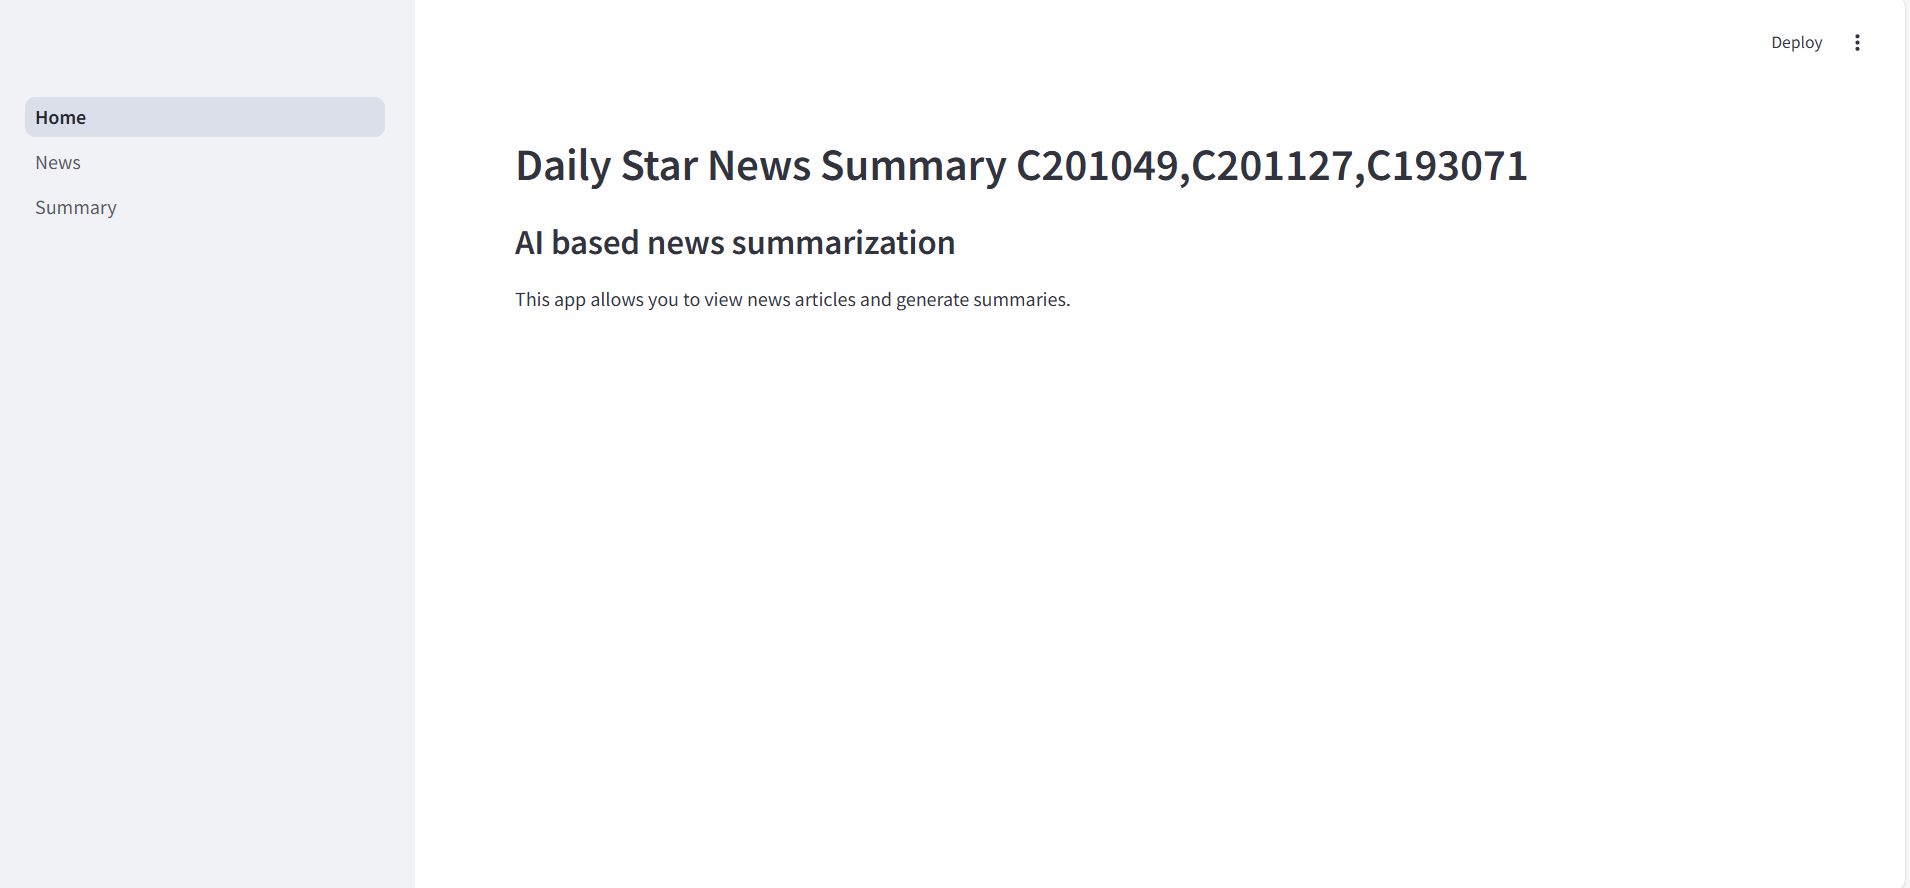 Deploy
Home
News
Summary
Daily Star News Summary C201049,C201127,C193071
AI based news summarization
This app allows you to view news articles and generate summaries.